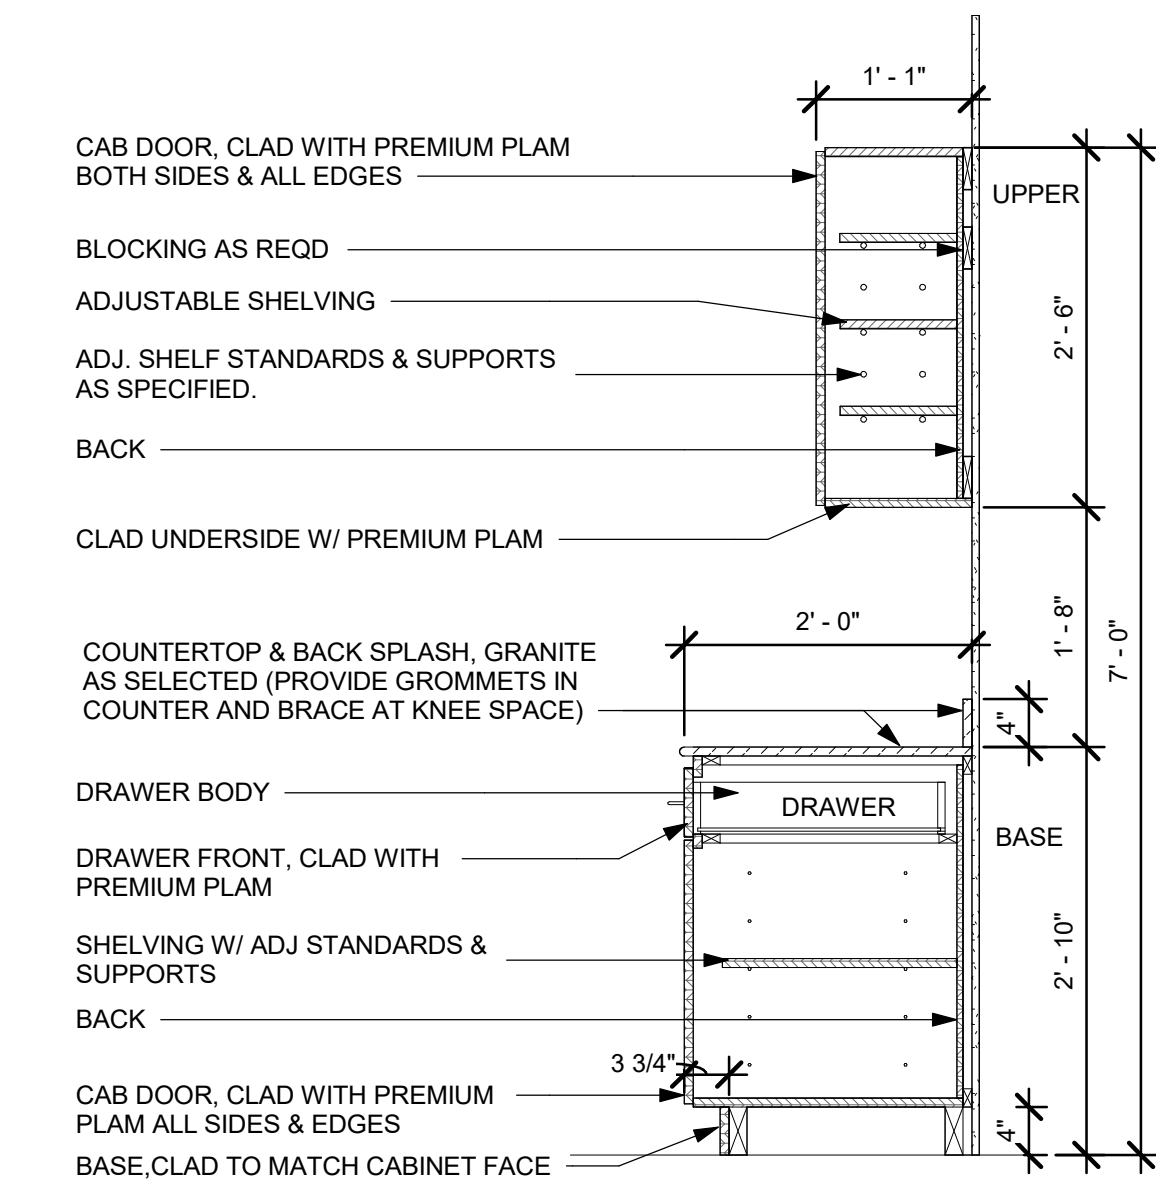 1' - 1"
CAB DOOR, CLAD WITH PREMIUM PLAM
BOTH SIDES & ALL EDGES
UPPER
BLOCKING AS REQD
ADJUSTABLE SHELVING
2' - 6"
ADJ. SHELF STANDARDS & SUPPORTS
AS SPECIFIED.
BACK
CLAD UNDERSIDE W/ PREMIUM PLAM
2' - 0"
1' - 8"
7' - 0"
COUNTERTOP & BACK SPLASH, GRANITE
AS SELECTED (PROVIDE GROMMETS IN
COUNTER AND BRACE AT KNEE SPACE)
4"
DRAWER BODY
DRAWER
BASE
DRAWER FRONT, CLAD WITH
PREMIUM PLAM
SHELVING W/ ADJ STANDARDS &
SUPPORTS
2' - 10"
BACK
3 3/4"
CAB DOOR, CLAD WITH PREMIUM
PLAM ALL SIDES & EDGES
4"
BASE,CLAD TO MATCH CABINET FACE